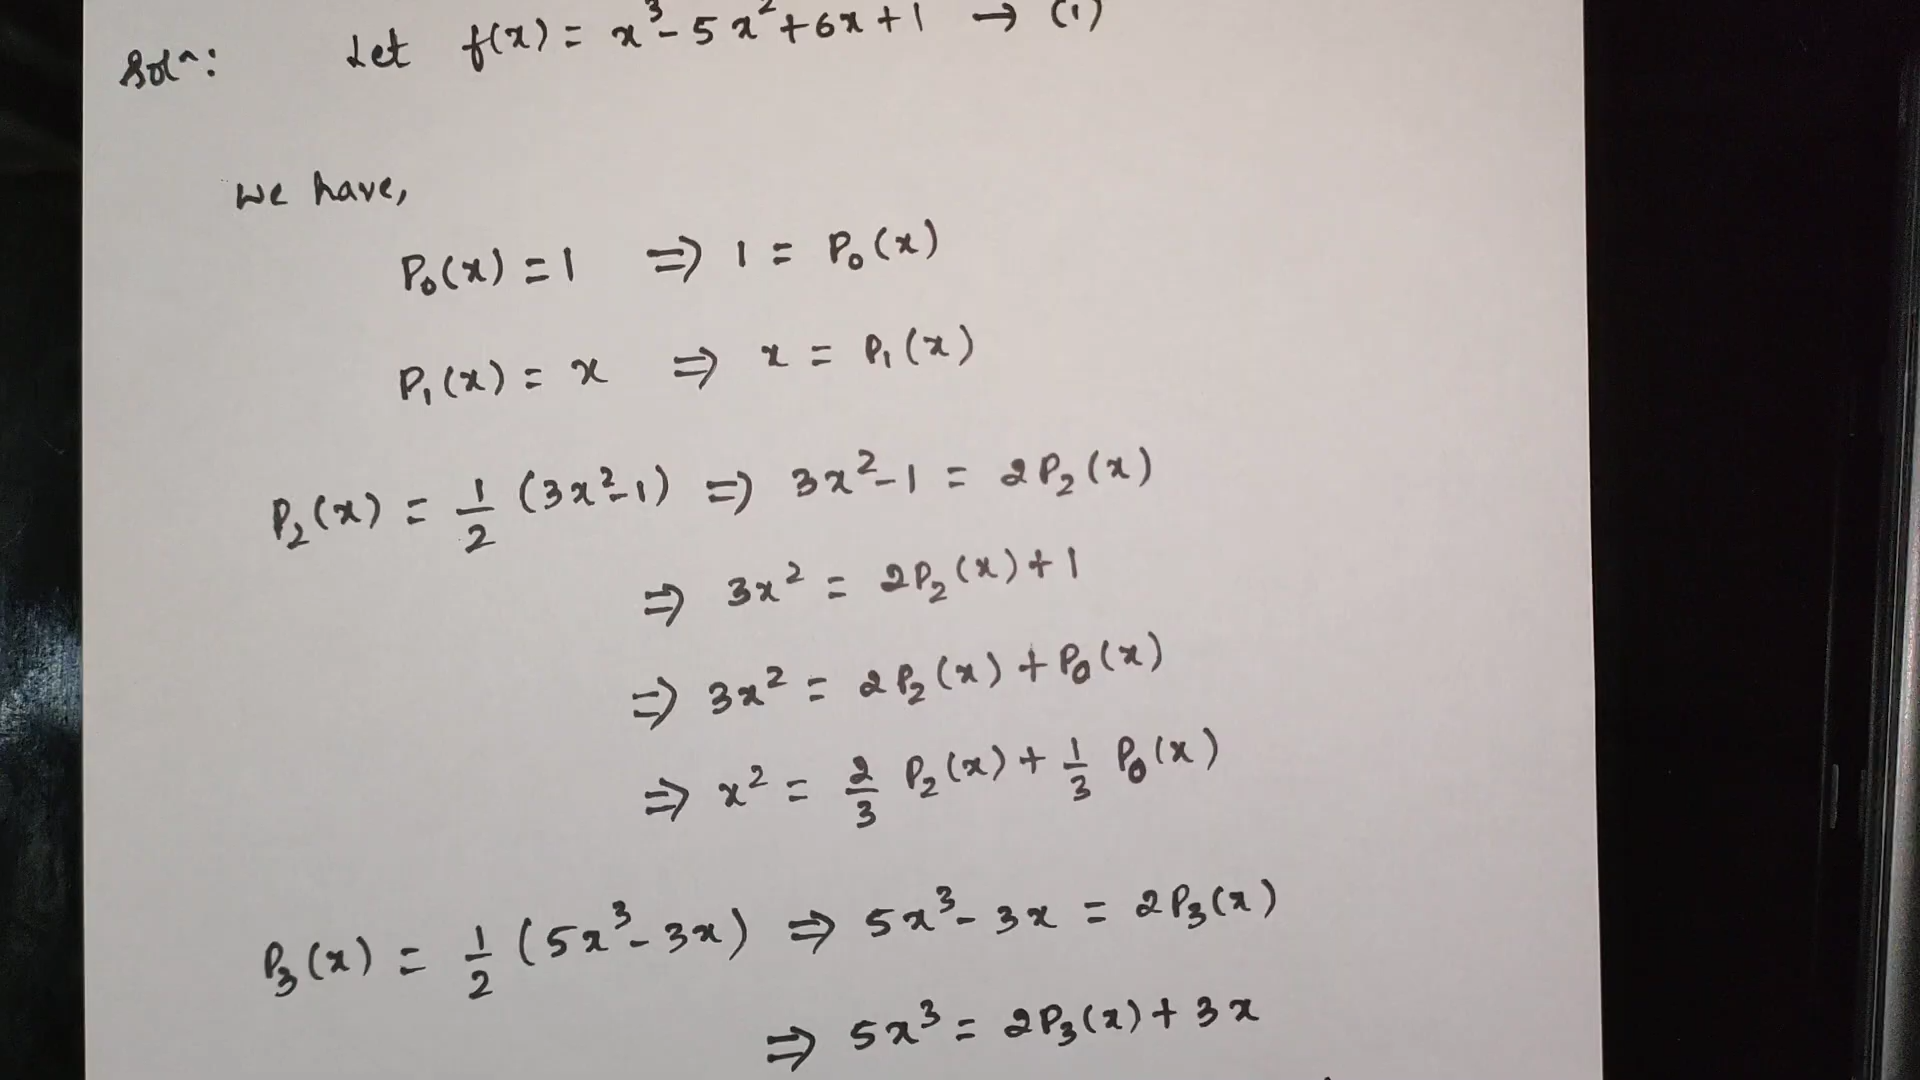 Soln: Let f(x) = x³ - 5x² + 6x + 1 → (1)
We have,
P₀(x) = 1 ⇒ 1 = P₀(x)
P₁(x) = x ⇒ x = P₁(x)
P₂(x) = 1/2 (3x² - 1) ⇒ 3x² - 1 = 2P₂(x)
⇒ 3x² = 2P₂(x) + 1
⇒ 3x² = 2P₂(x) + P₀(x)
⇒ x² = 2/3 P₂(x) + 1/3 P₀(x)
P₃(x) = 1/2 (5x³ - 3x) ⇒ 5x³ - 3x = 2P₃(x)
⇒ 5x³ = 2P₃(x) + 3x